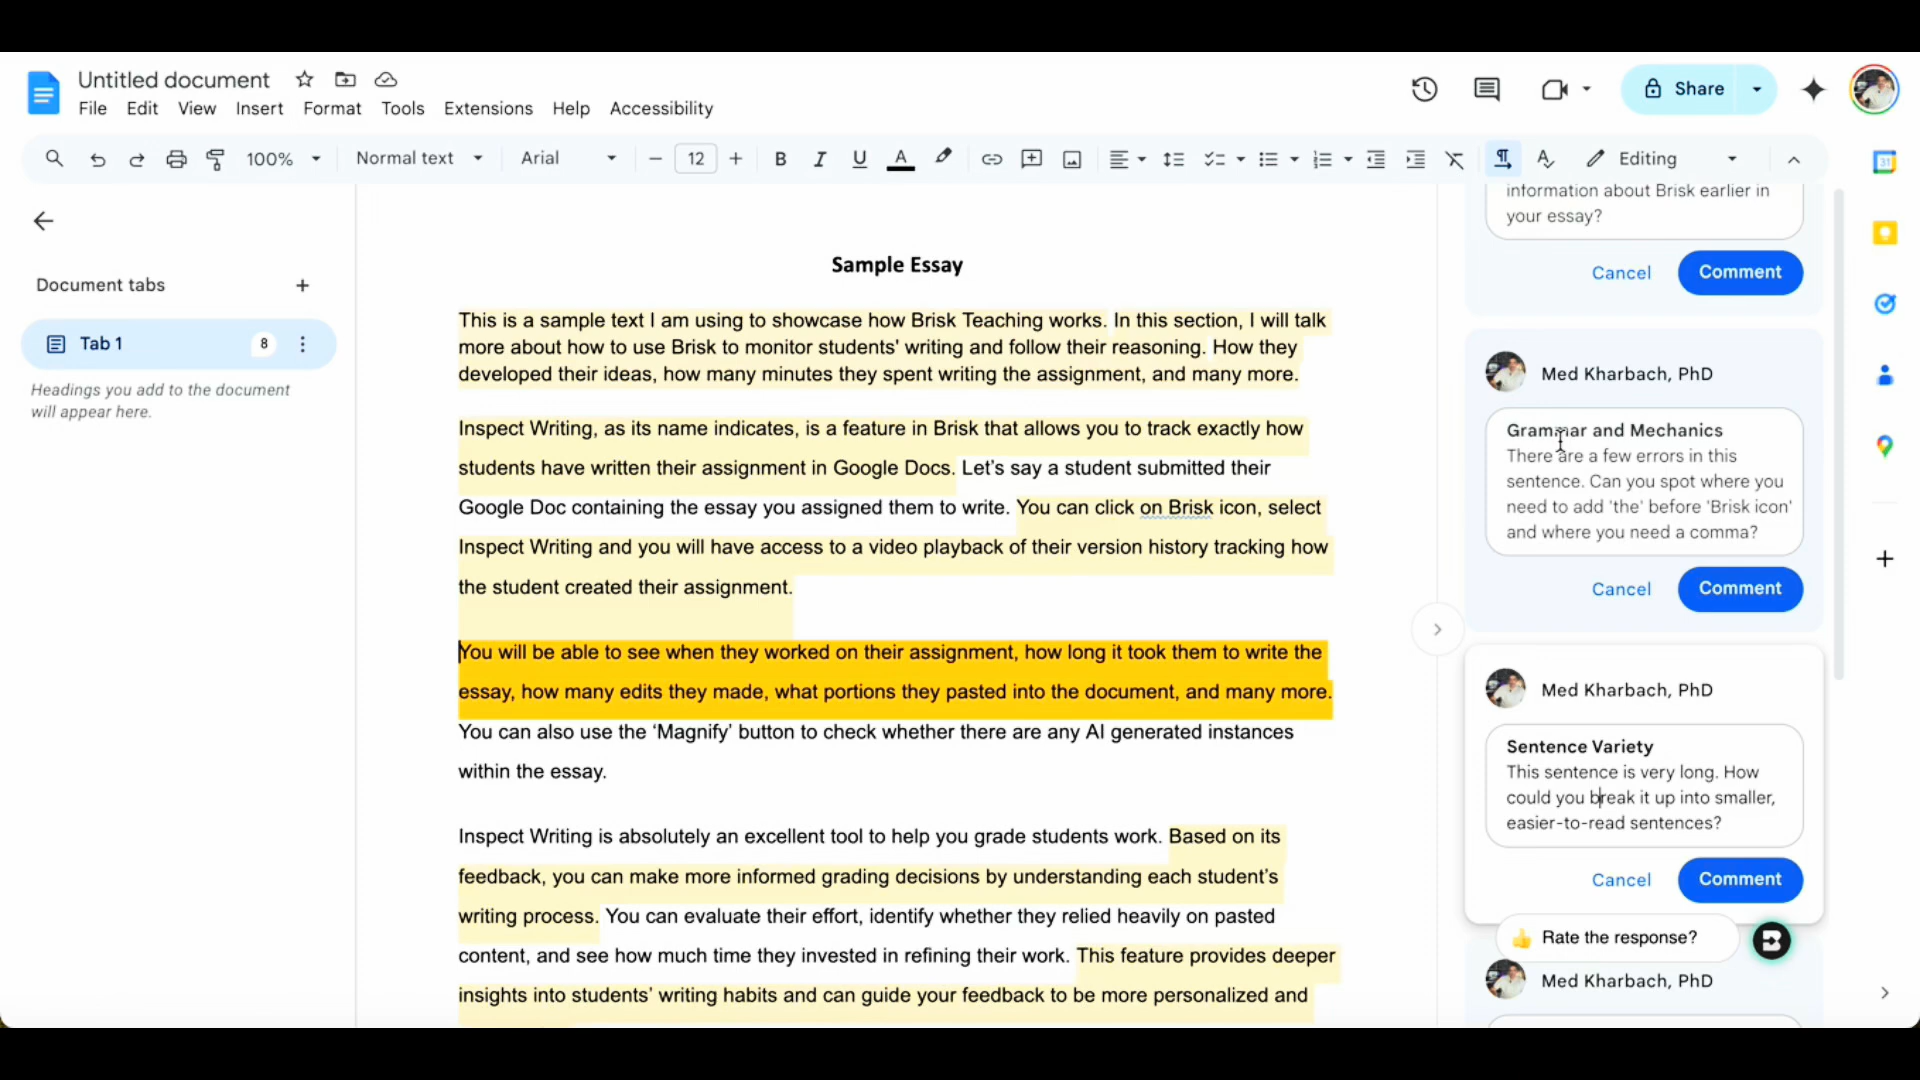 Untitled document
File Edit View Insert Format Tools Extensions Help Accessibility
Share
100% Normal text Arial 12 Editing
31
Document tabs
Tab 1 8
Headings you add to the document
will appear here.
Sample Essay
This is a sample text I am using to showcase how Brisk Teaching works. In this section, I will talk
more about how to use Brisk to monitor students' writing and follow their reasoning. How they
developed their ideas, how many minutes they spent writing the assignment, and many more.
Inspect Writing, as its name indicates, is a feature in Brisk that allows you to track exactly how
students have written their assignment in Google Docs. Let’s say a student submitted their
Google Doc containing the essay you assigned them to write. You can click on Brisk icon, select
Inspect Writing and you will have access to a video playback of their version history tracking how
the student created their assignment.
You will be able to see when they worked on their assignment, how long it took them to write the
essay, how many edits they made, what portions they pasted into the document, and many more.
You can also use the ‘Magnify’ button to check whether there are any AI generated instances
within the essay.
Inspect Writing is absolutely an excellent tool to help you grade students work. Based on its
feedback, you can make more informed grading decisions by understanding each student’s
writing process. You can evaluate their effort, identify whether they relied heavily on pasted
content, and see how much time they invested in refining their work. This feature provides deeper
insights into students’ writing habits and can guide your feedback to be more personalized and
information about Brisk earlier in
your essay?
Cancel Comment
Med Kharbach, PhD
Grammar and Mechanics
There are a few errors in this
sentence. Can you spot where you
need to add 'the' before 'Brisk icon'
and where you need a comma?
Cancel Comment
Med Kharbach, PhD
Sentence Variety
This sentence is very long. How
could you break it up into smaller,
easier-to-read sentences?
Cancel Comment
Rate the response?
Med Kharbach, PhD